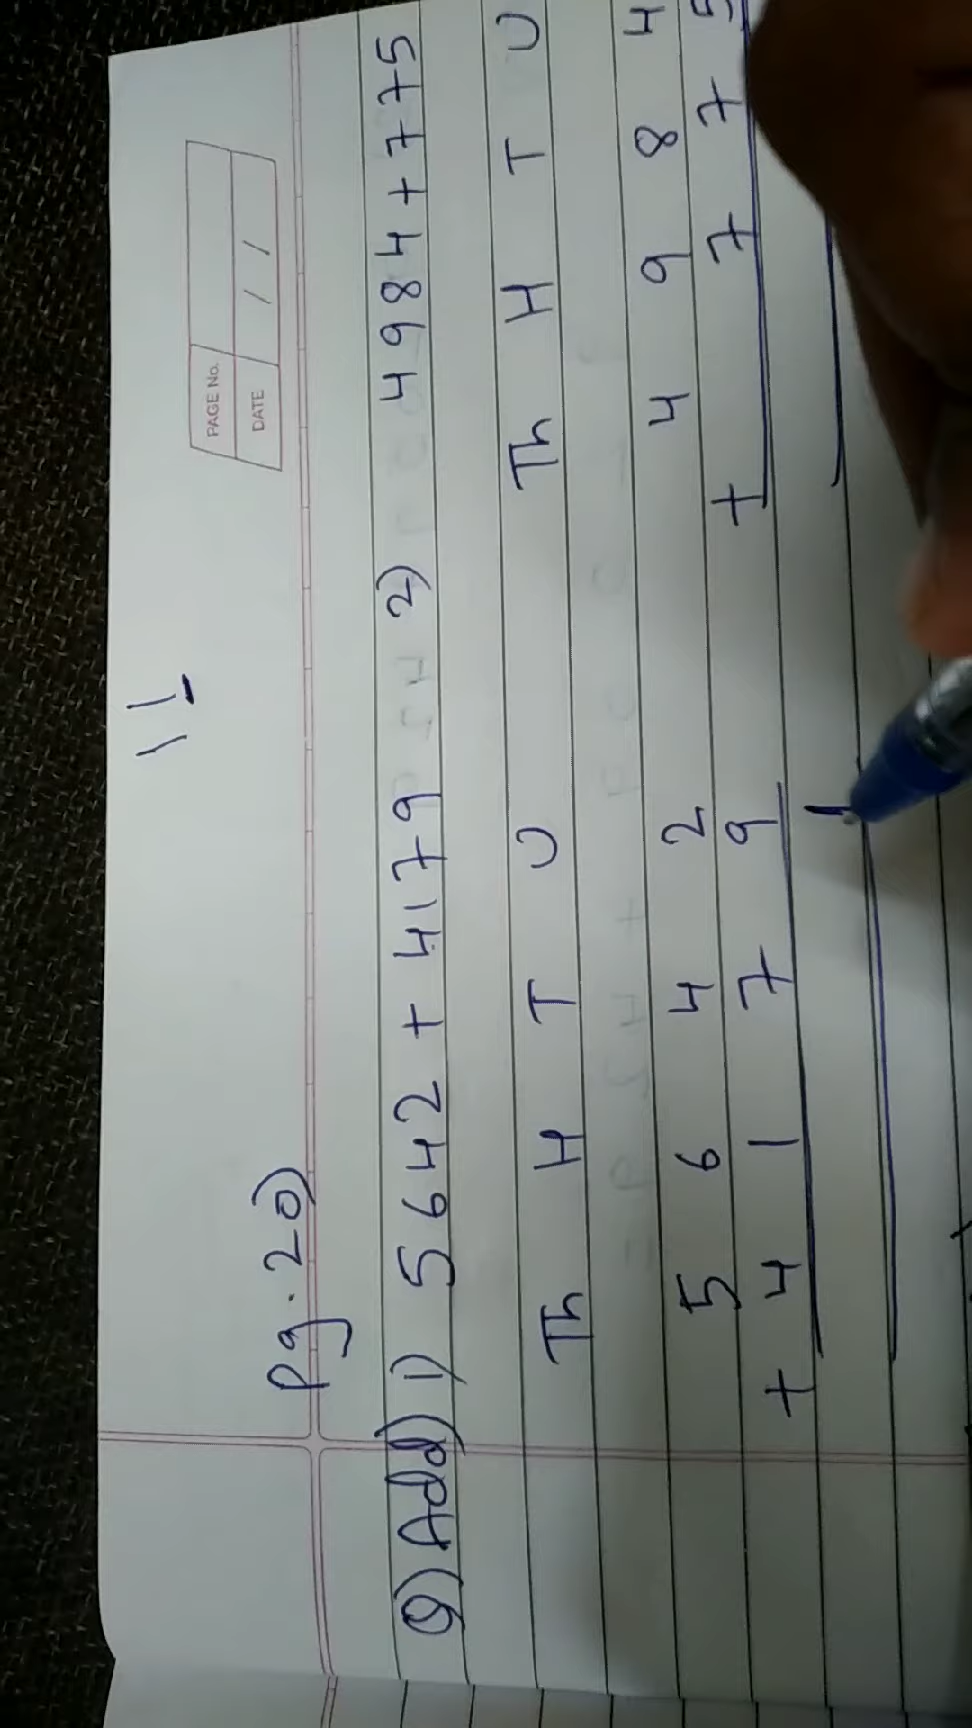 11
PAGE No.
DATE / /
pg. 20)
Q) Add) 1) 5642 + 4179 2) 4984 + 775
Th H T U Th H T U
5 6 4 2 4 9 8 4
+ 4 1 7 9 + 7 7 5
1